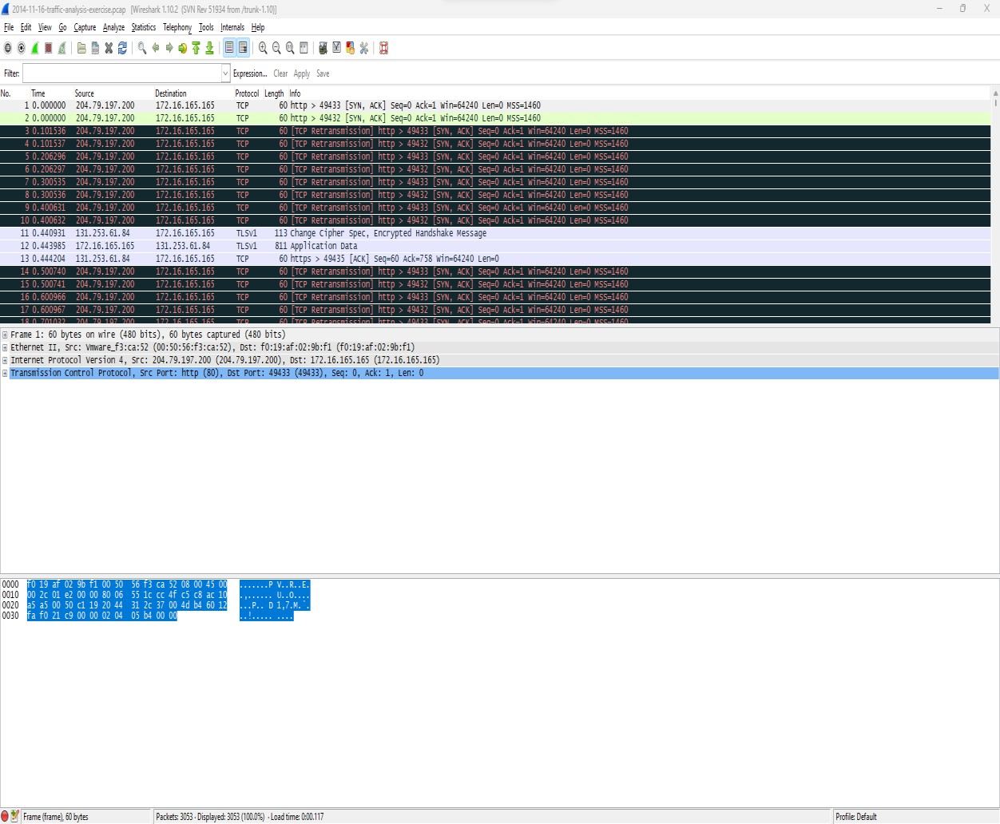 2014-11-16-traffic-analysis-exercise.pcap [Wireshark 1.10.2 (SVN Rev 51934 from /trunk-1.10)]
File Edit View Go Capture Analyze Statistics Telephony Tools Internals Help
Filter: Expression... Clear Apply Save
No. Time Source Destination Protocol Length Info
1 0.000000 204.79.197.200 172.16.165.165 TCP 60 http > 49433 [SYN, ACK] Seq=0 Ack=1 Win=64240 Len=0 MSS=1460
2 0.000000 204.79.197.200 172.16.165.165 TCP 60 http > 49432 [SYN, ACK] Seq=0 Ack=1 Win=64240 Len=0 MSS=1460
3 0.101536 204.79.197.200 172.16.165.165 TCP 60 [TCP Retransmission] http > 49433 [SYN, ACK] Seq=0 Ack=1 Win=64240 Len=0 MSS=1460
4 0.101537 204.79.197.200 172.16.165.165 TCP 60 [TCP Retransmission] http > 49432 [SYN, ACK] Seq=0 Ack=1 Win=64240 Len=0 MSS=1460
5 0.206296 204.79.197.200 172.16.165.165 TCP 60 [TCP Retransmission] http > 49433 [SYN, ACK] Seq=0 Ack=1 Win=64240 Len=0 MSS=1460
6 0.206297 204.79.197.200 172.16.165.165 TCP 60 [TCP Retransmission] http > 49432 [SYN, ACK] Seq=0 Ack=1 Win=64240 Len=0 MSS=1460
7 0.300535 204.79.197.200 172.16.165.165 TCP 60 [TCP Retransmission] http > 49433 [SYN, ACK] Seq=0 Ack=1 Win=64240 Len=0 MSS=1460
8 0.300536 204.79.197.200 172.16.165.165 TCP 60 [TCP Retransmission] http > 49432 [SYN, ACK] Seq=0 Ack=1 Win=64240 Len=0 MSS=1460
9 0.400631 204.79.197.200 172.16.165.165 TCP 60 [TCP Retransmission] http > 49433 [SYN, ACK] Seq=0 Ack=1 Win=64240 Len=0 MSS=1460
10 0.400632 204.79.197.200 172.16.165.165 TCP 60 [TCP Retransmission] http > 49432 [SYN, ACK] Seq=0 Ack=1 Win=64240 Len=0 MSS=1460
11 0.440931 131.253.61.84 172.16.165.165 TLSv1 113 Change Cipher Spec, Encrypted Handshake Message
12 0.443985 172.16.165.165 131.253.61.84 TLSv1 811 Application Data
13 0.444204 131.253.61.84 172.16.165.165 TCP 60 https > 49435 [ACK] Seq=60 Ack=758 Win=64240 Len=0
14 0.500740 204.79.197.200 172.16.165.165 TCP 60 [TCP Retransmission] http > 49433 [SYN, ACK] Seq=0 Ack=1 Win=64240 Len=0 MSS=1460
15 0.500741 204.79.197.200 172.16.165.165 TCP 60 [TCP Retransmission] http > 49432 [SYN, ACK] Seq=0 Ack=1 Win=64240 Len=0 MSS=1460
16 0.600966 204.79.197.200 172.16.165.165 TCP 60 [TCP Retransmission] http > 49433 [SYN, ACK] Seq=0 Ack=1 Win=64240 Len=0 MSS=1460
17 0.600967 204.79.197.200 172.16.165.165 TCP 60 [TCP Retransmission] http > 49432 [SYN, ACK] Seq=0 Ack=1 Win=64240 Len=0 MSS=1460
18 0.701032 204.79.197.200 172.16.165.165 TCP 60 [TCP Retransmission] http > 49433 [SYN, ACK] Seq=0 Ack=1 Win=64240 Len=0 MSS=1460
Frame 1: 60 bytes on wire (480 bits), 60 bytes captured (480 bits)
Ethernet II, Src: Vmware_f3:ca:52 (00:50:56:f3:ca:52), Dst: f0:19:af:02:9b:f1 (f0:19:af:02:9b:f1)
Internet Protocol Version 4, Src: 204.79.197.200 (204.79.197.200), Dst: 172.16.165.165 (172.16.165.165)
Transmission Control Protocol, Src Port: http (80), Dst Port: 49433 (49433), Seq: 0, Ack: 1, Len: 0
0000 f0 19 af 02 9b f1 00 50 56 f3 ca 52 08 00 45 00 .......P V..R..E.
0010 00 2c 01 e2 00 00 80 06 55 1c cc 4f c5 c8 ac 10 .,...... U..O....
0020 a5 a5 00 50 c1 19 20 44 31 2c 37 00 4d b4 60 12 ...P.. D 1,7.M.`.
0030 fa f0 21 c9 00 00 02 04 05 b4 00 00 ..!..... ....
Frame (frame), 60 bytes Packets: 3053 · Displayed: 3053 (100.0%) · Load time: 0:00.117 Profile: Default